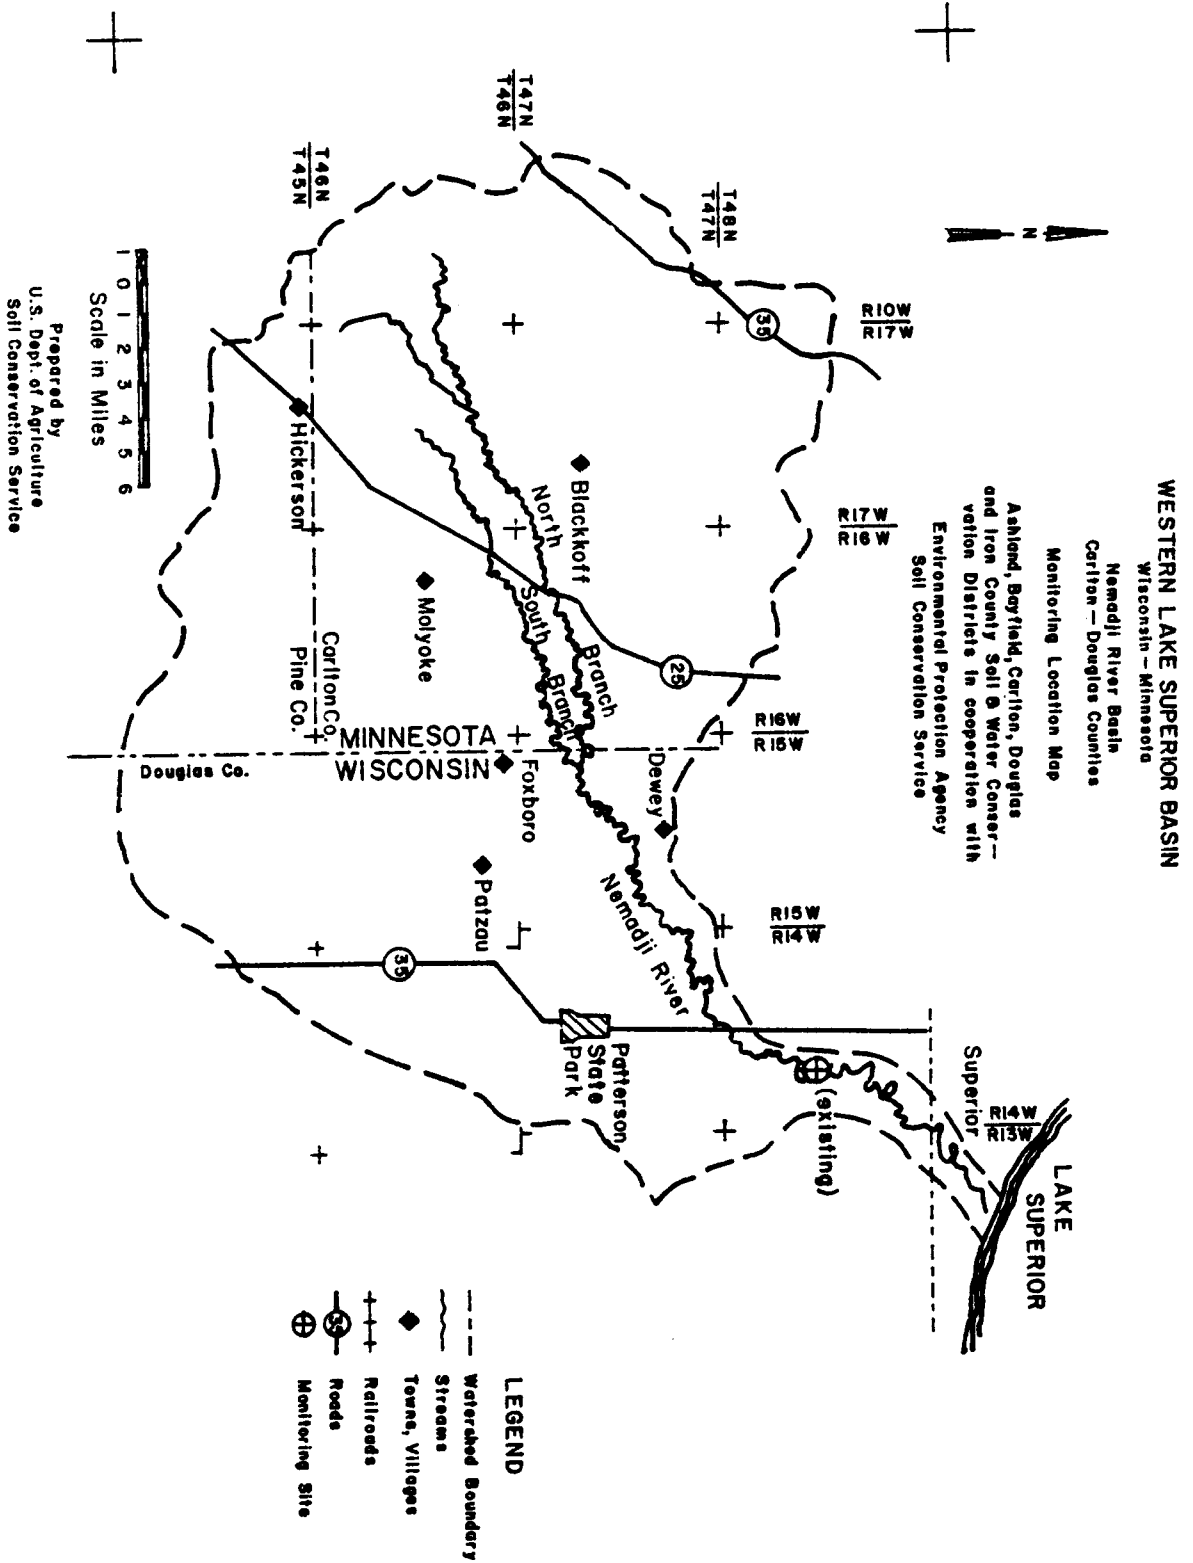 WESTERN LAKE SUPERIOR BASIN
Wisconsin-Minnesota
Nemadji River Basin
Carlton-Douglas Counties
Monitoring Location Map
Ashland, Bayfield, Carlton, Douglas
and Iron County Soil & Water Conser-
vation Districts in cooperation with
Environmental Protection Agency
Soil Conservation Service
N
R10W
R17W
R17W
R16W
R16W
R15W
R15W
R14W
R14W
R13W
T48N
T47N
T47N
T46N
T46N
T45N
LAKE
SUPERIOR
Superior
35
25
35
(existing)
Dewey
Nemadji River
Blackkoff
North
Branch
South
Branch
Foxboro
Patterson
State
Park
Patzau
Molyoke
MINNESOTA
WISCONSIN
Hickerson
Carlton Co.
Pine Co.
Douglas Co.
1 0 1 2 3 4 5 6
Scale in Miles
Prepared by
U.S. Dept. of Agriculture
Soil Conservation Service
LEGEND
Watershed Boundary
Streams
Towns, Villages
Railroads
35 Roads
Monitoring Site